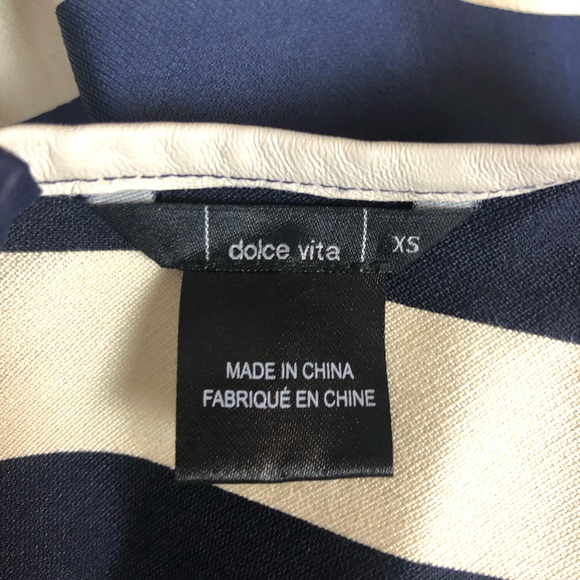 dolce vita
XS
MADE IN CHINA
FABRIQUÉ EN CHINE